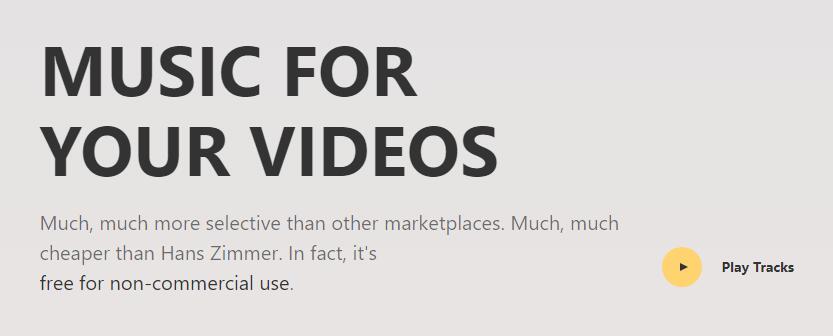 MUSIC FOR
YOUR VIDEOS
Much, much more selective than other marketplaces. Much, much
cheaper than Hans Zimmer. In fact, it's
free for non-commercial use.
Play Tracks